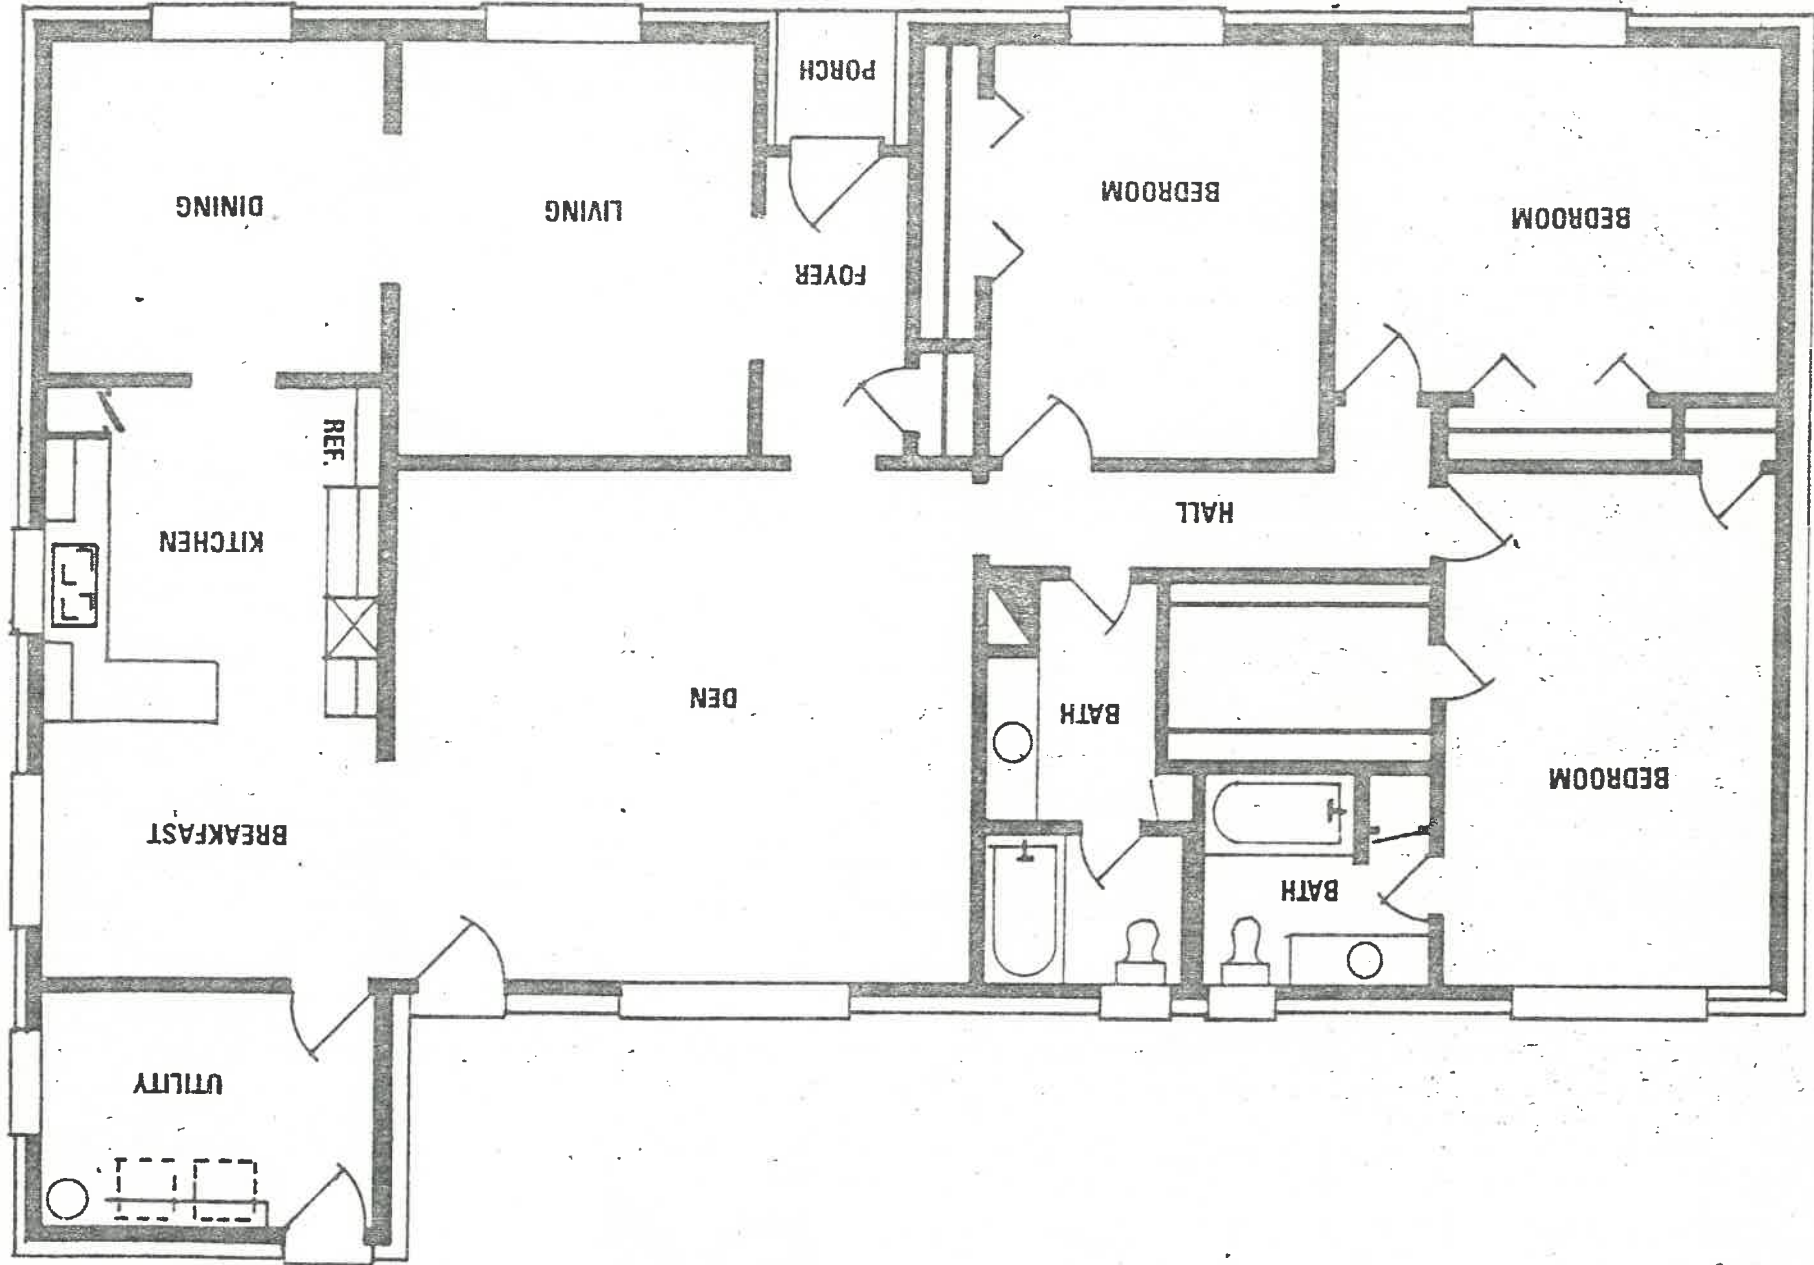 UTILITY
BATH
BREAKFAST
BEDROOM
BATH
DEN
KITCHEN
HALL
REF.
FOYER
BEDROOM
LIVING
DINING
BEDROOM
PORCH